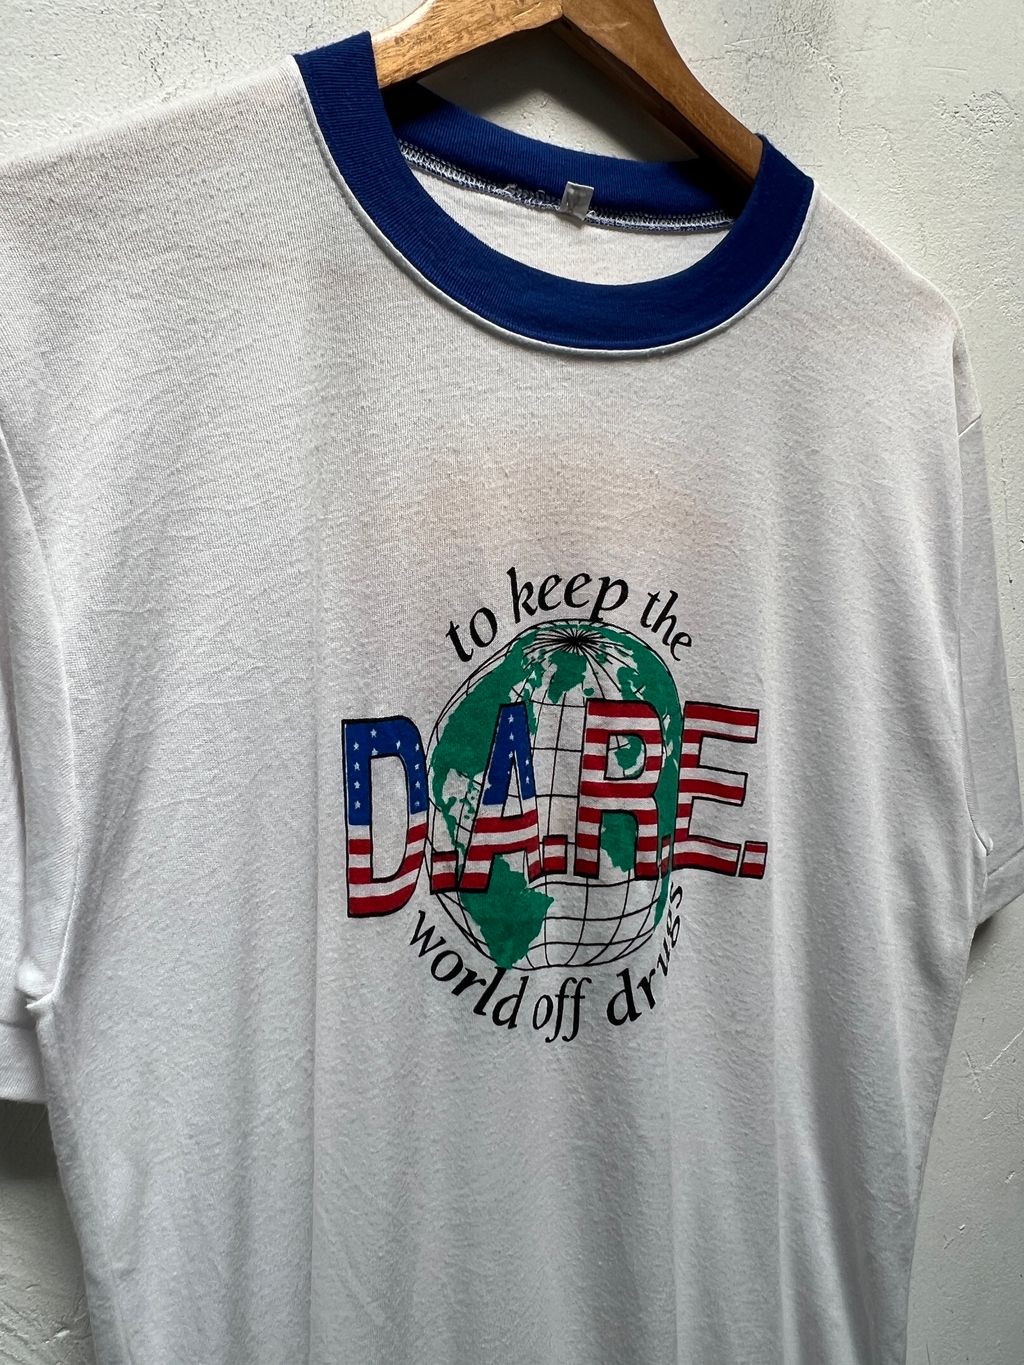 to keep the
D.A.R.E.
world off drugs